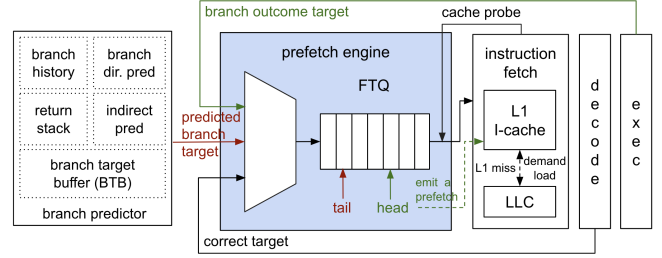 branch outcome target
cache probe
prefetch engine
FTQ
branch
history
branch
dir. pred
return
stack
indirect
pred
branch target
buffer (BTB)
branch predictor
predicted
branch
target
tail
head
emit a
prefetch
instruction
fetch
L1
I-cache
L1 miss
demand
load
LLC
decode
exec
correct target